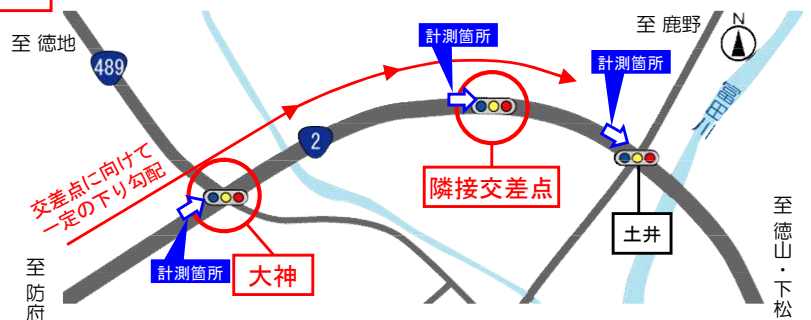 至 徳地
489
交差点に向けて
一定の下り勾配
計測箇所
至 鹿野
N
計測箇所
富田川
2
隣接交差点
土井
至 防府
計測箇所
大神
至 徳山・下松